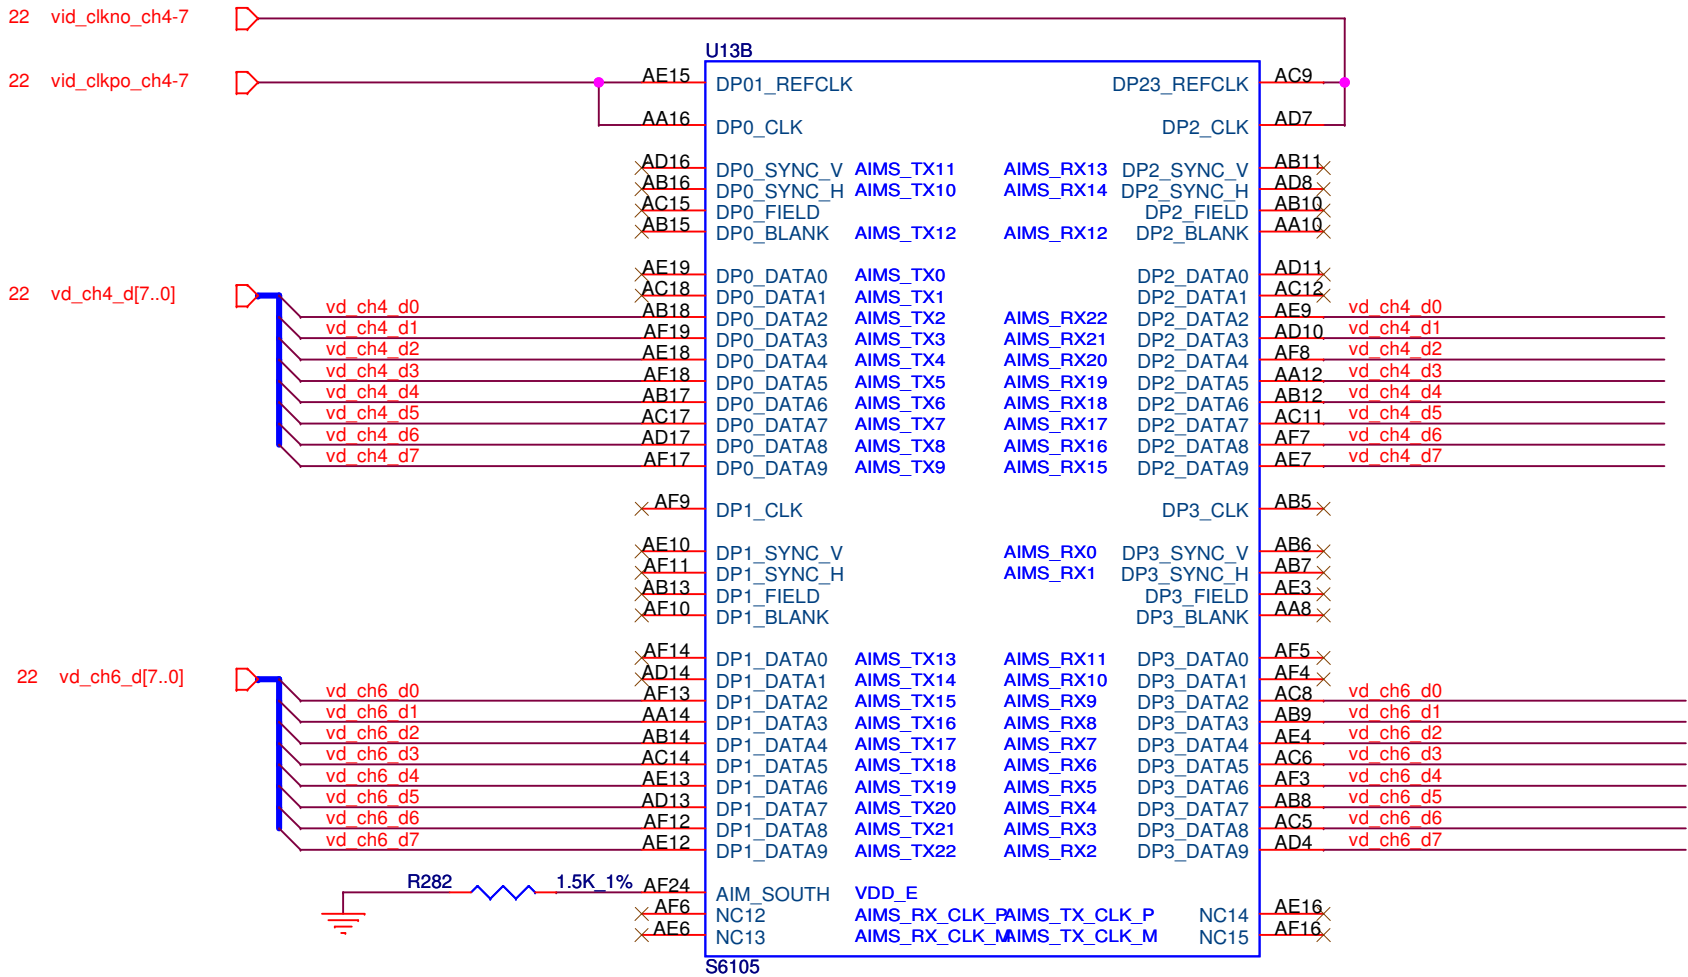 22 vid_clkno_ch4-7
U13B
22 vid_clkpo_ch4-7 AE15 DP01_REFCLK DP23_REFCLK AC9
AA16 DP0_CLK DP2_CLK AD7
AD16 DP0_SYNC_V AIMS_TX11 AIMS_RX13 DP2_SYNC_V AB11
AB16 DP0_SYNC_H AIMS_TX10 AIMS_RX14 DP2_SYNC_H AD8
AC15 DP0_FIELD DP2_FIELD AB10
AB15 DP0_BLANK AIMS_TX12 AIMS_RX12 DP2_BLANK AA10
AE19 DP0_DATA0 AIMS_TX0 DP2_DATA0 AD11
22 vd_ch4_d[7..0] AC18 DP0_DATA1 AIMS_TX1 DP2_DATA1 AC12
vd_ch4_d0 AB18 DP0_DATA2 AIMS_TX2 AIMS_RX22 DP2_DATA2 AE9 vd_ch4_d0
vd_ch4_d1 AF19 DP0_DATA3 AIMS_TX3 AIMS_RX21 DP2_DATA3 AD10 vd_ch4_d1
vd_ch4_d2 AE18 DP0_DATA4 AIMS_TX4 AIMS_RX20 DP2_DATA4 AF8 vd_ch4_d2
vd_ch4_d3 AF18 DP0_DATA5 AIMS_TX5 AIMS_RX19 DP2_DATA5 AA12 vd_ch4_d3
vd_ch4_d4 AB17 DP0_DATA6 AIMS_TX6 AIMS_RX18 DP2_DATA6 AB12 vd_ch4_d4
vd_ch4_d5 AC17 DP0_DATA7 AIMS_TX7 AIMS_RX17 DP2_DATA7 AC11 vd_ch4_d5
vd_ch4_d6 AD17 DP0_DATA8 AIMS_TX8 AIMS_RX16 DP2_DATA8 AF7 vd_ch4_d6
vd_ch4_d7 AF17 DP0_DATA9 AIMS_TX9 AIMS_RX15 DP2_DATA9 AE7 vd_ch4_d7
AF9 DP1_CLK DP3_CLK AB5
AE10 DP1_SYNC_V AIMS_RX0 DP3_SYNC_V AB6
AF11 DP1_SYNC_H AIMS_RX1 DP3_SYNC_H AB7
AB13 DP1_FIELD DP3_FIELD AE3
AF10 DP1_BLANK DP3_BLANK AA8
AF14 DP1_DATA0 AIMS_TX13 AIMS_RX11 DP3_DATA0 AF5
22 vd_ch6_d[7..0] AD14 DP1_DATA1 AIMS_TX14 AIMS_RX10 DP3_DATA1 AF4
vd_ch6_d0 AF13 DP1_DATA2 AIMS_TX15 AIMS_RX9 DP3_DATA2 AC8 vd_ch6_d0
vd_ch6_d1 AA14 DP1_DATA3 AIMS_TX16 AIMS_RX8 DP3_DATA3 AB9 vd_ch6_d1
vd_ch6_d2 AB14 DP1_DATA4 AIMS_TX17 AIMS_RX7 DP3_DATA4 AE4 vd_ch6_d2
vd_ch6_d3 AC14 DP1_DATA5 AIMS_TX18 AIMS_RX6 DP3_DATA5 AC6 vd_ch6_d3
vd_ch6_d4 AE13 DP1_DATA6 AIMS_TX19 AIMS_RX5 DP3_DATA6 AF3 vd_ch6_d4
vd_ch6_d5 AD13 DP1_DATA7 AIMS_TX20 AIMS_RX4 DP3_DATA7 AB8 vd_ch6_d5
vd_ch6_d6 AF12 DP1_DATA8 AIMS_TX21 AIMS_RX3 DP3_DATA8 AC5 vd_ch6_d6
vd_ch6_d7 AE12 DP1_DATA9 AIMS_TX22 AIMS_RX2 DP3_DATA9 AD4 vd_ch6_d7
R282 1.5K_1% AF24 AIM_SOUTH VDD_E
AF6 NC12 AIMS_RX_CLK_P AIMS_TX_CLK_P NC14 AE16
AE6 NC13 AIMS_RX_CLK_M AIMS_TX_CLK_M NC15 AF16
S6105